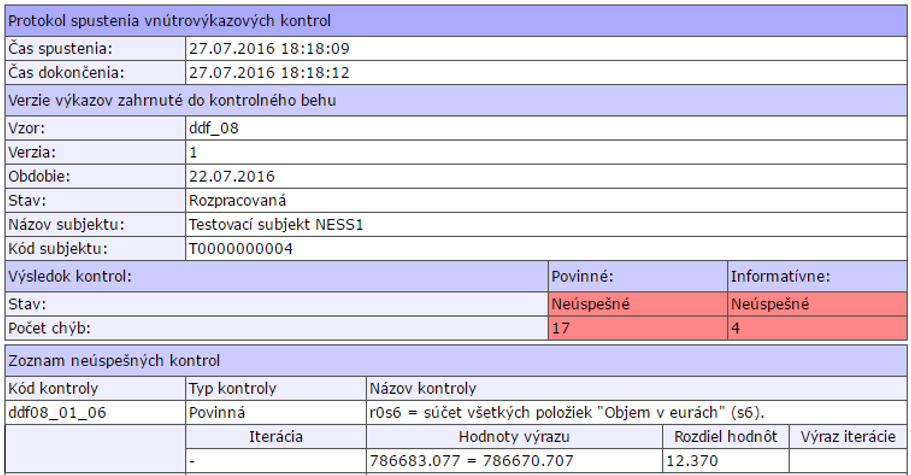 Protokol spustenia vnútrovýkazových kontrol
Čas spustenia: 27.07.2016 18:18:09
Čas dokončenia: 27.07.2016 18:18:12
Verzie výkazov zahrnuté do kontrolného behu
Vzor: ddf_08
Verzia: 1
Obdobie: 22.07.2016
Stav: Rozpracovaná
Názov subjektu: Testovací subjekt NESS1
Kód subjektu: T0000000004
Výsledok kontrol: Povinné: Informatívne:
Stav: Neúspešné Neúspešné
Počet chýb: 17 4
Zoznam neúspešných kontrol
Kód kontroly Typ kontroly Názov kontroly
ddf08_01_06 Povinná r0s6 = súčet všetkých položiek "Objem v eurách" (s6).
Iterácia Hodnoty výrazu Rozdiel hodnôt Výraz iterácie
- 786683.077 = 786670.707 12.370